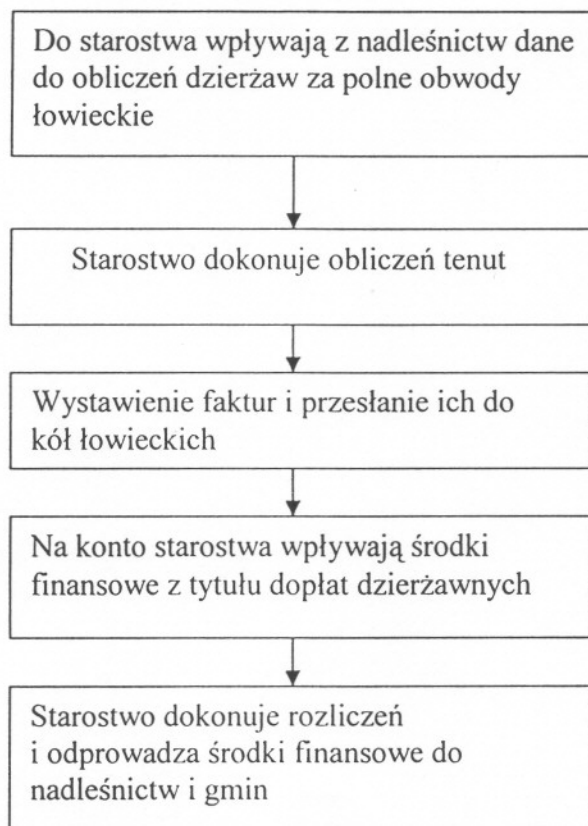 Do starostwa wpływają z nadleśnictw dane
do obliczeń dzierżaw za polne obwody
łowieckie
Starostwo dokonuje obliczeń tenut
Wystawienie faktur i przesłanie ich do
kół łowieckich
Na konto starostwa wpływają środki
finansowe z tytułu dopłat dzierżawnych
Starostwo dokonuje rozliczeń
i odprowadza środki finansowe do
nadleśnictw i gmin